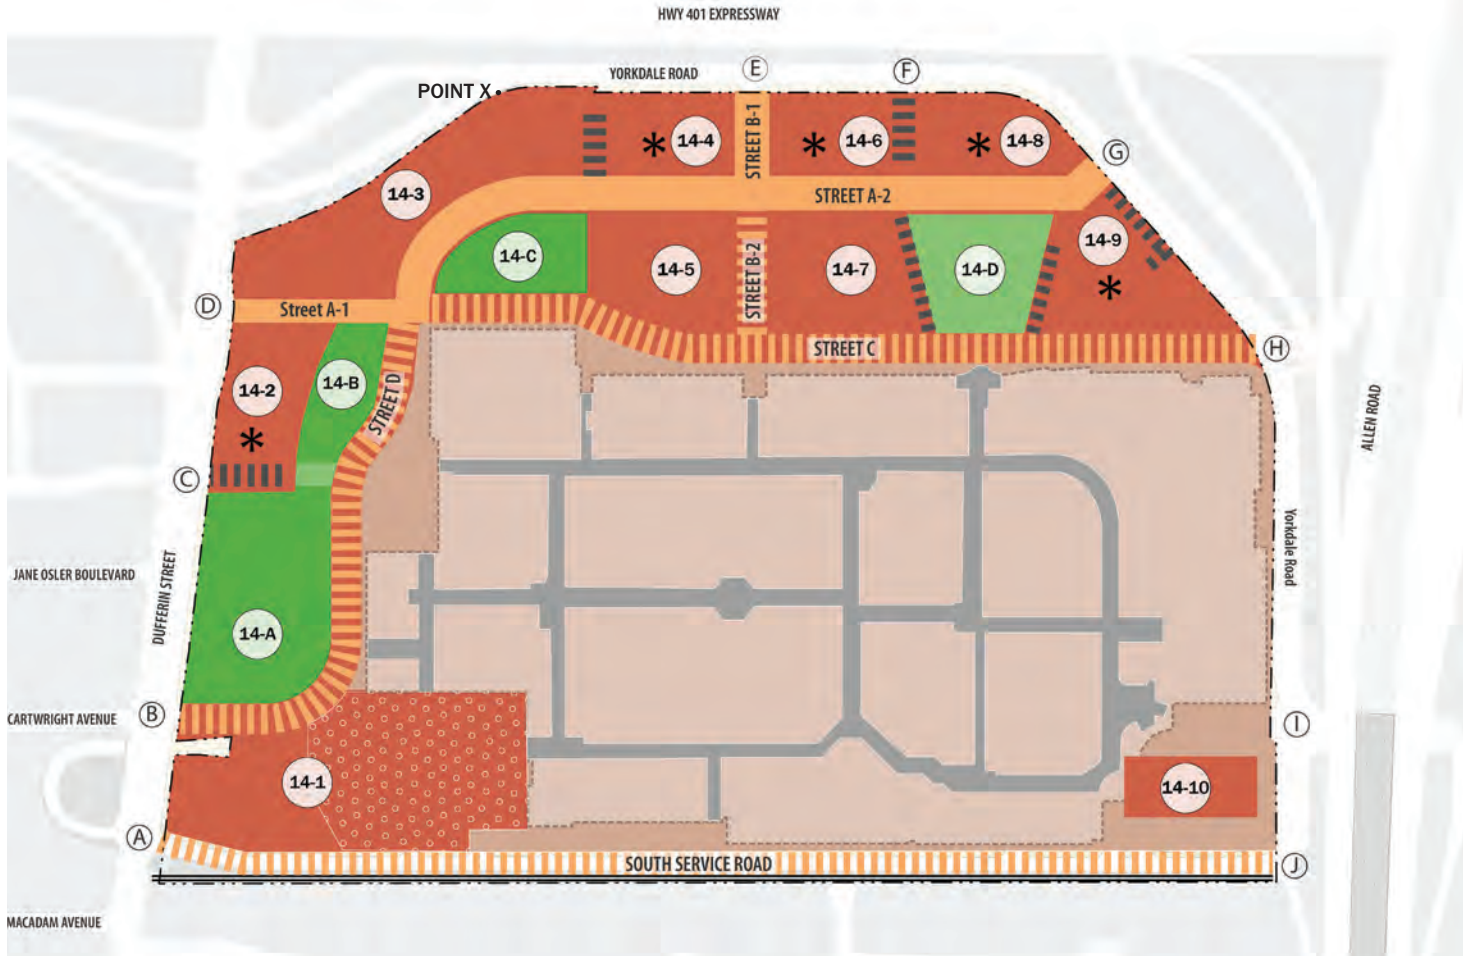 HWY 401 EXPRESSWAY
YORKDALE ROAD
E
F
POINT X
14-4
14-6
14-8
STREET B-1
G
14-3
STREET A-2
14-9
14-C
14-5
STREET B-2
14-7
14-D
D
Street A-1
STREET C
H
14-2
14-B
STREET D
ALLEN ROAD
C
Yorkdale Road
JANE OSLER BOULEVARD
DUFFERIN STREET
14-A
B
CARTWRIGHT AVENUE
I
14-1
14-10
A
SOUTH SERVICE ROAD
J
MACADAM AVENUE